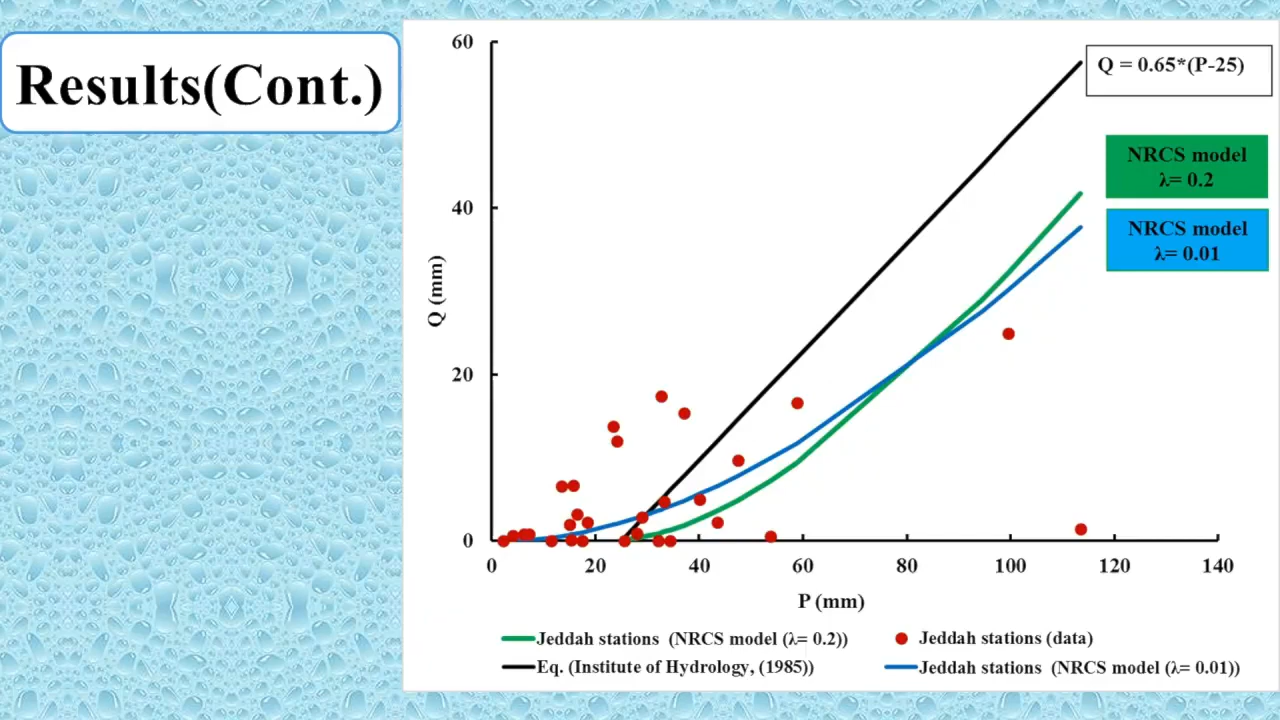 Results(Cont.)
60
40
20
0
Q (mm)
0 20 40 60 80 100 120 140
P (mm)
Q = 0.65*(P-25)
NRCS model
λ= 0.2
NRCS model
λ= 0.01
Jeddah stations (NRCS model (λ= 0.2))
Jeddah stations (data)
Eq. (Institute of Hydrology, (1985))
Jeddah stations (NRCS model (λ= 0.01))